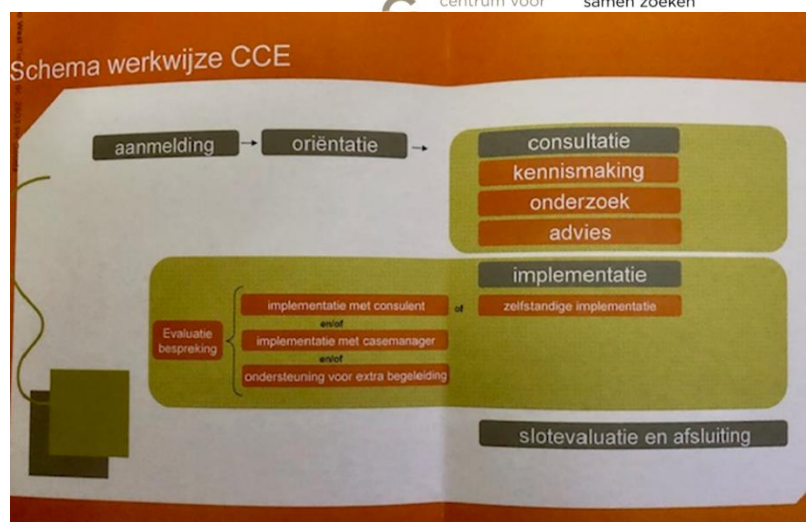 centrum voor
samen zoeken
Schema werkwijze CCE
aanmelding
oriëntatie
consultatie
kennismaking
onderzoek
advies
implementatie
implementatie met consulent
of
zelfstandige implementatie
en/of
Evaluatie
bespreking
implementatie met casemanager
en/of
ondersteuning voor extra begeleiding
slotevaluatie en afsluiting